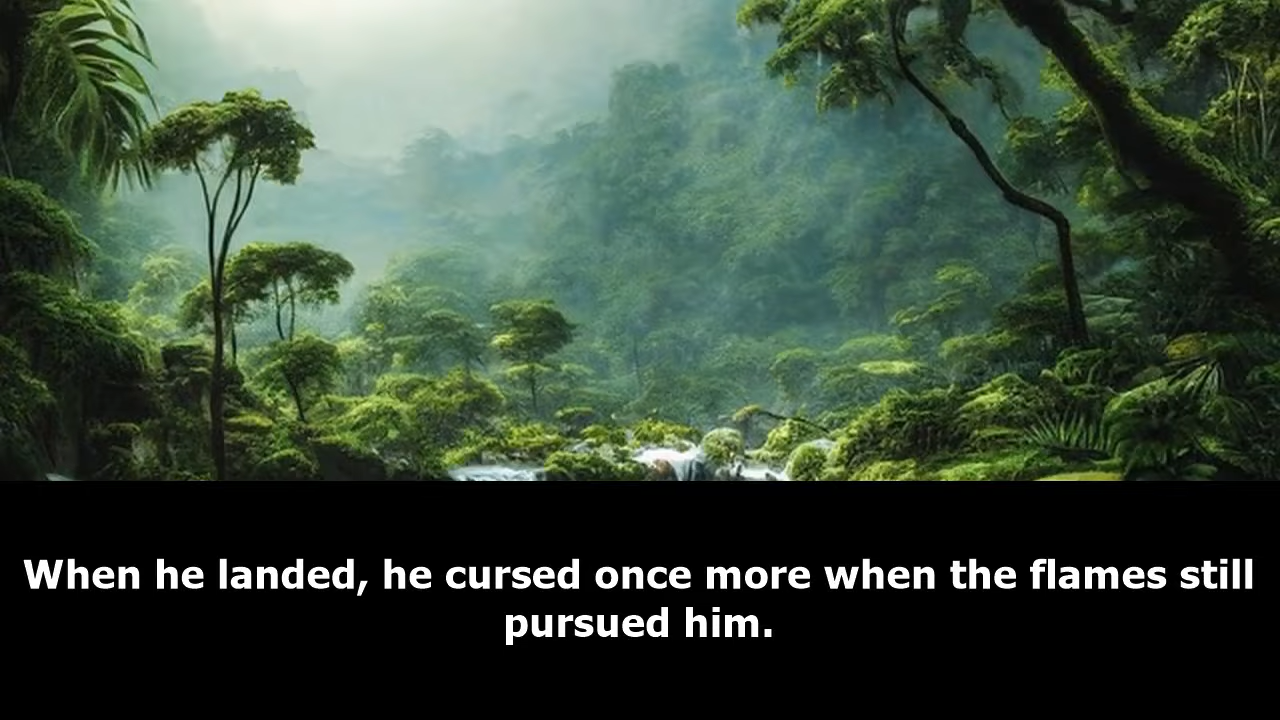 When he landed, he cursed once more when the flames still
pursued him.